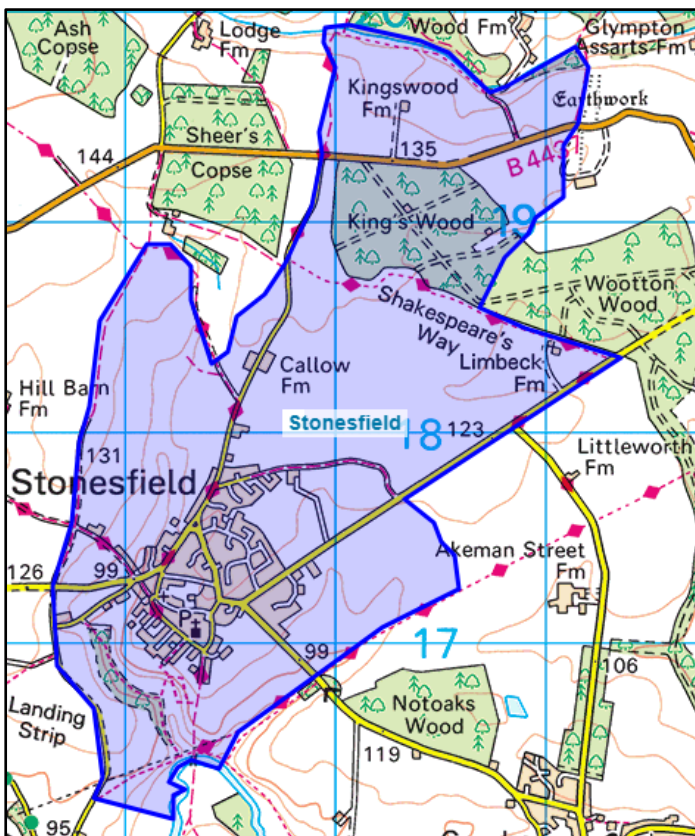 Ash
Copse
Lodge
Fm
Wood Fm
Glympton
Assarts Fm
Kingswood
Fm
Earthwork
Sheer's
Copse
144
135
B 4437
King's Wood
19
Wootton
Wood
Shakespeare's
Way
Limbeck
Fm
Callow
Fm
Hill Barn
Fm
Stonesfield
18
123
131
Stonesfield
Littleworth
Fm
Akeman Street
Fm
126
99
P
17
99
106
Landing
Strip
Notoaks
Wood
119
95